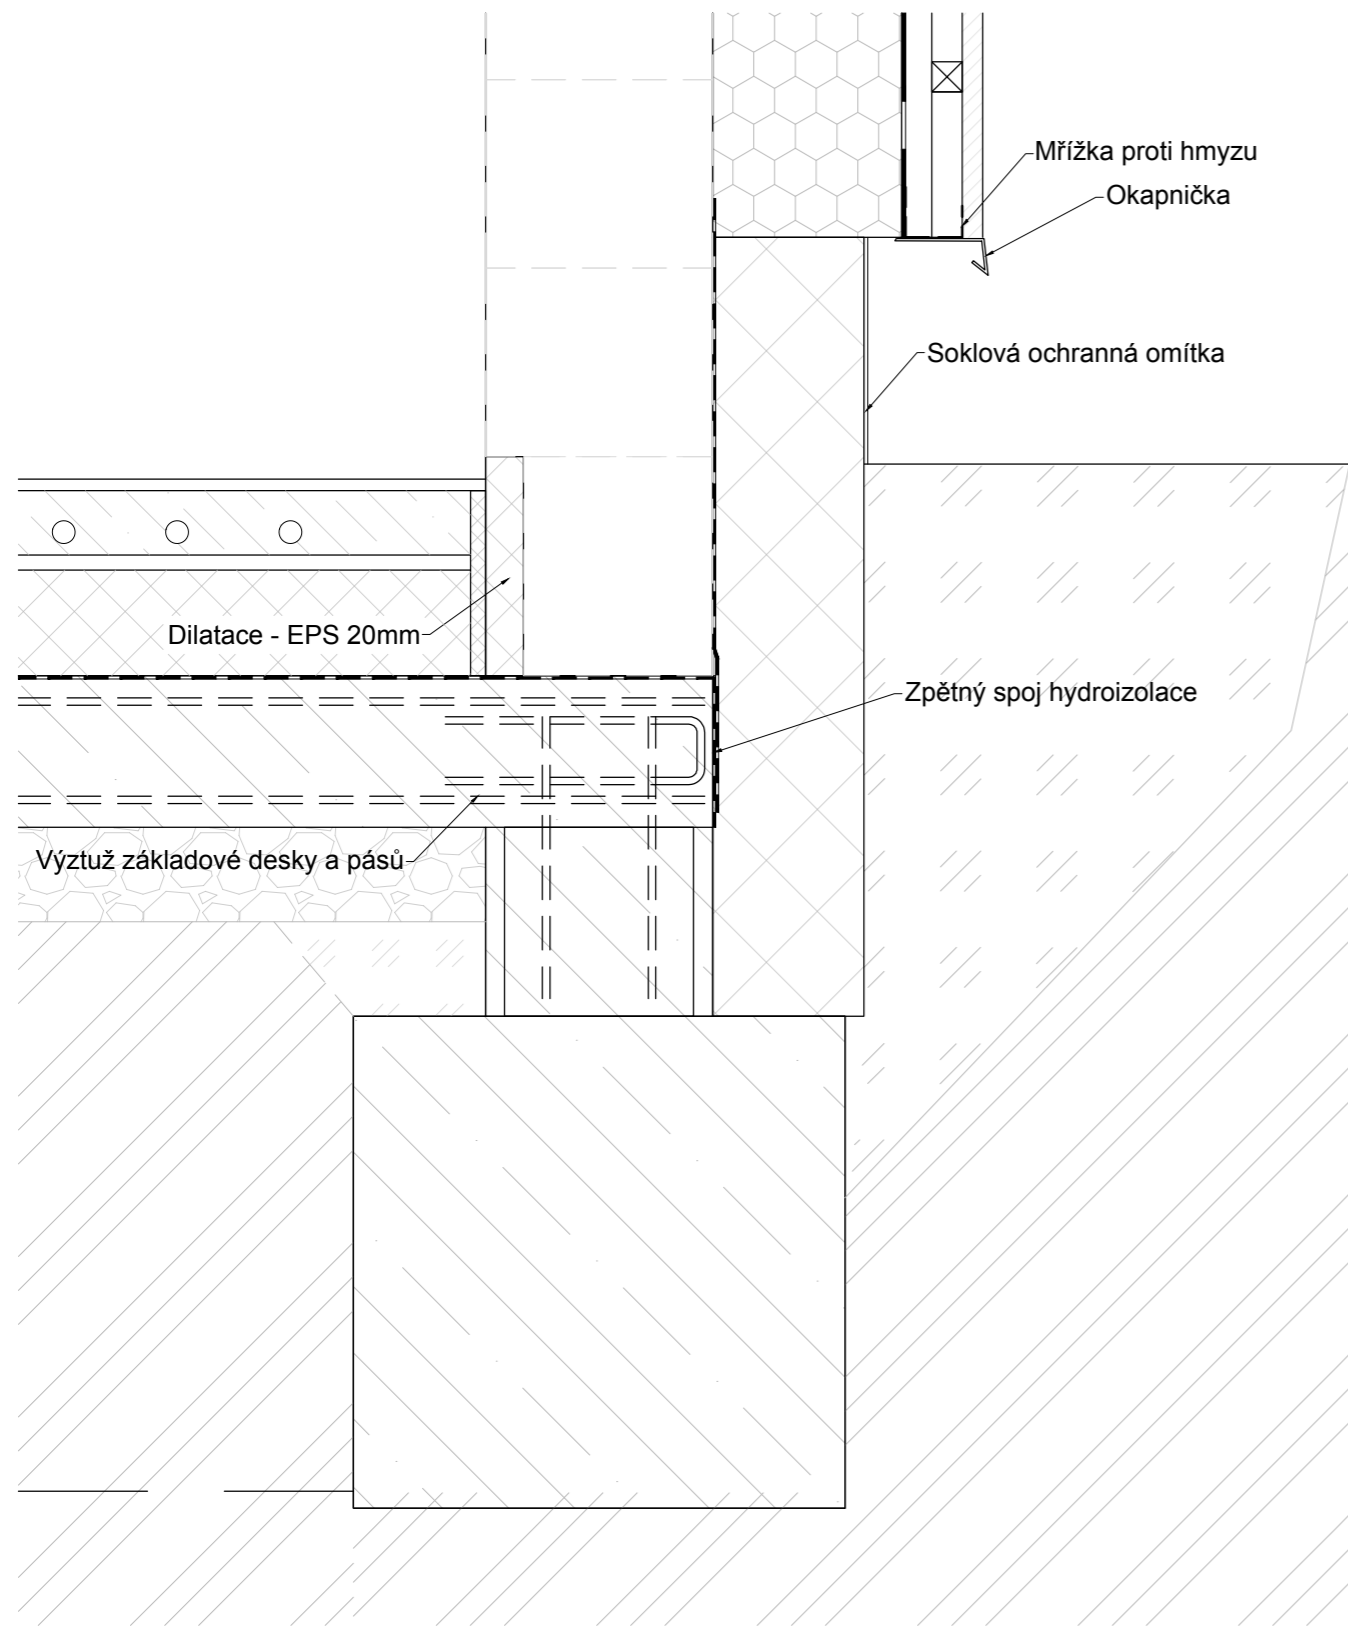 Mřížka proti hmyzu
Okapnička
Soklová ochranná omítka
Dilatace - EPS 20mm
Zpětný spoj hydroizolace
Výztuž základové desky a pásů